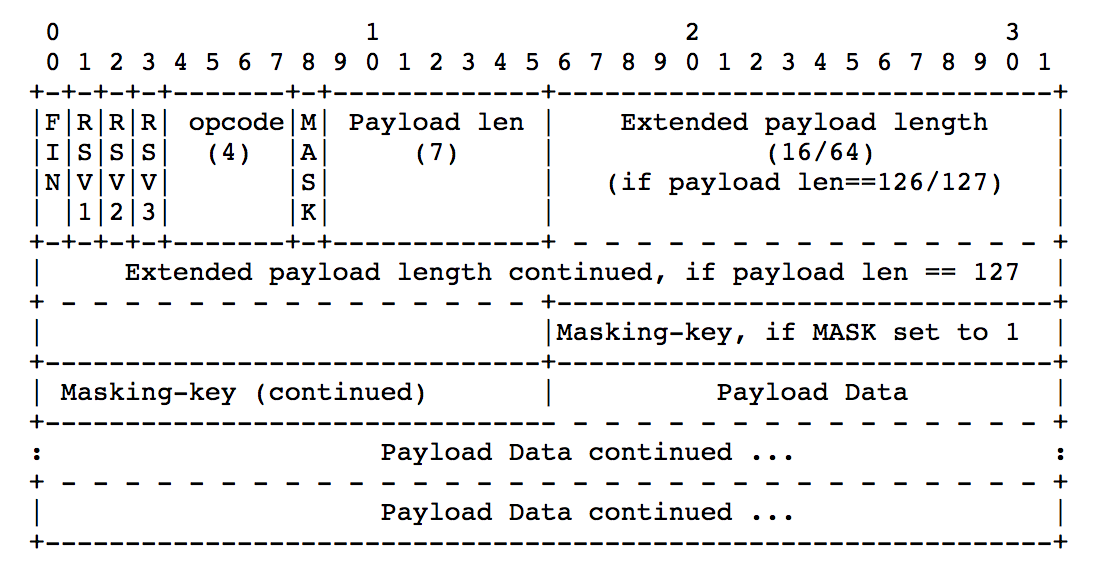 0                   1                   2                   3
 0 1 2 3 4 5 6 7 8 9 0 1 2 3 4 5 6 7 8 9 0 1 2 3 4 5 6 7 8 9 0 1
+-+-+-+-+-------+-+-------------+-------------------------------+
|F|R|R|R| opcode|M| Payload len |    Extended payload length    |
|I|S|S|S|  (4)  |A|     (7)     |             (16/64)           |
|N|V|V|V|       |S|             |   (if payload len==126/127)   |
| |1|2|3|       |K|             |                               |
+-+-+-+-+-------+-+-------------+ - - - - - - - - - - - - - - - +
|     Extended payload length continued, if payload len == 127  |
+ - - - - - - - - - - - - - - - +-------------------------------+
|                               |Masking-key, if MASK set to 1  |
+-------------------------------+-------------------------------+
| Masking-key (continued)       |          Payload Data         |
+-------------------------------- - - - - - - - - - - - - - - - +
:                     Payload Data continued ...                :
+ - - - - - - - - - - - - - - - - - - - - - - - - - - - - - - - +
|                     Payload Data continued ...                |
+---------------------------------------------------------------+